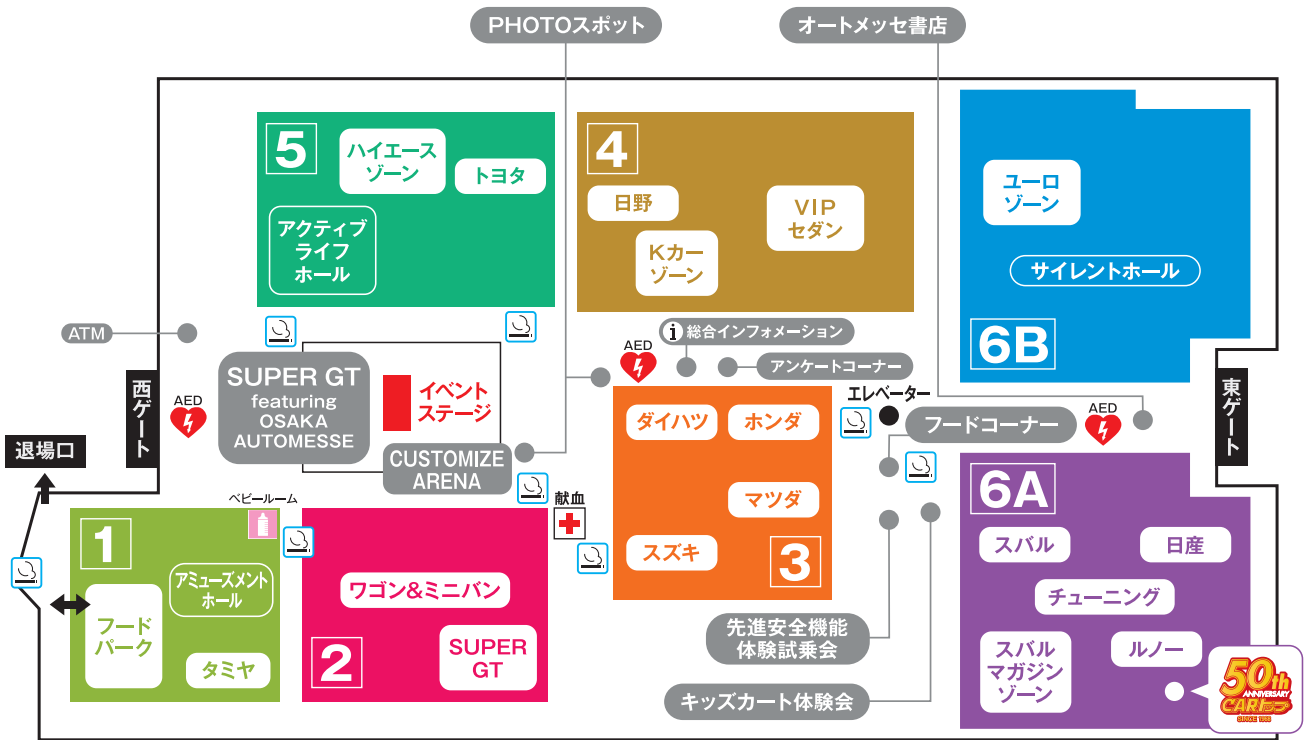 PHOTOスポット
オートメッセ書店
5
ハイエース
ゾーン
トヨタ
アクティブ
ライフ
ホール
4
日野
VIP
セダン
Kカー
ゾーン
ユーロ
ゾーン
サイレントホール
6B
ATM
i 総合インフォメーション
AED
アンケートコーナー
SUPER GT
featuring
OSAKA
AUTOMESSE
イベント
ステージ
CUSTOMIZE
ARENA
西ゲート
AED
退場口
ダイハツ
ホンダ
マツダ
スズキ
3
エレベーター
フードコーナー
AED
東ゲート
ベビールーム
献血
1
アミューズメント
ホール
フード
パーク
タミヤ
ワゴン&ミニバン
2
SUPER
GT
先進安全機能
体験試乗会
キッズカート体験会
6A
スバル
日産
チューニング
スバル
マガジン
ゾーン
ルノー
50th
ANNIVERSARY
CARトップ
SINCE 1968